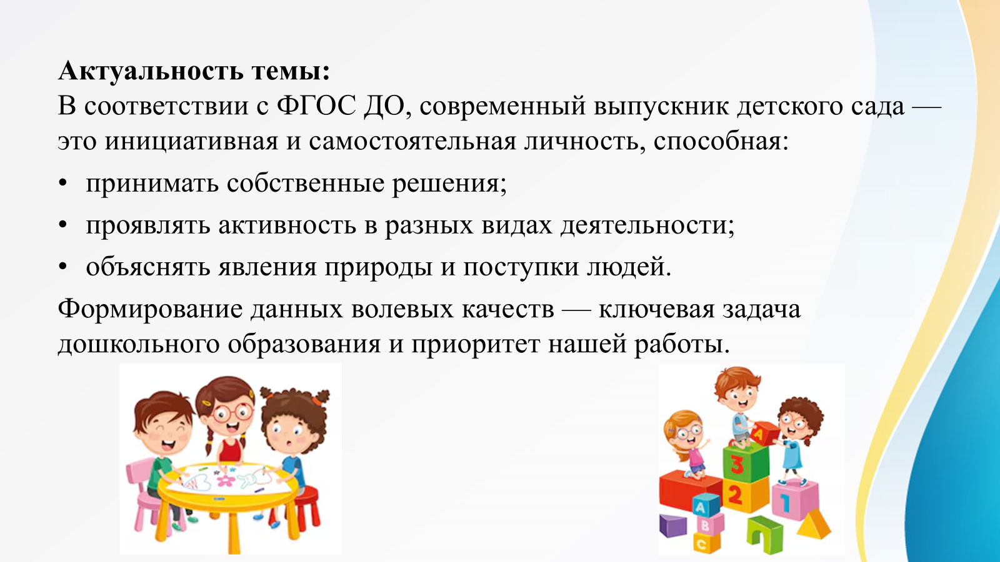 Актуальность темы:
В соответствии с ФГОС ДО, современный выпускник детского сада —
это инициативная и самостоятельная личность, способная:
• принимать собственные решения;
• проявлять активность в разных видах деятельности;
• объяснять явления природы и поступки людей.
Формирование данных волевых качеств — ключевая задача
дошкольного образования и приоритет нашей работы.
A
3
2
1
A
B
C